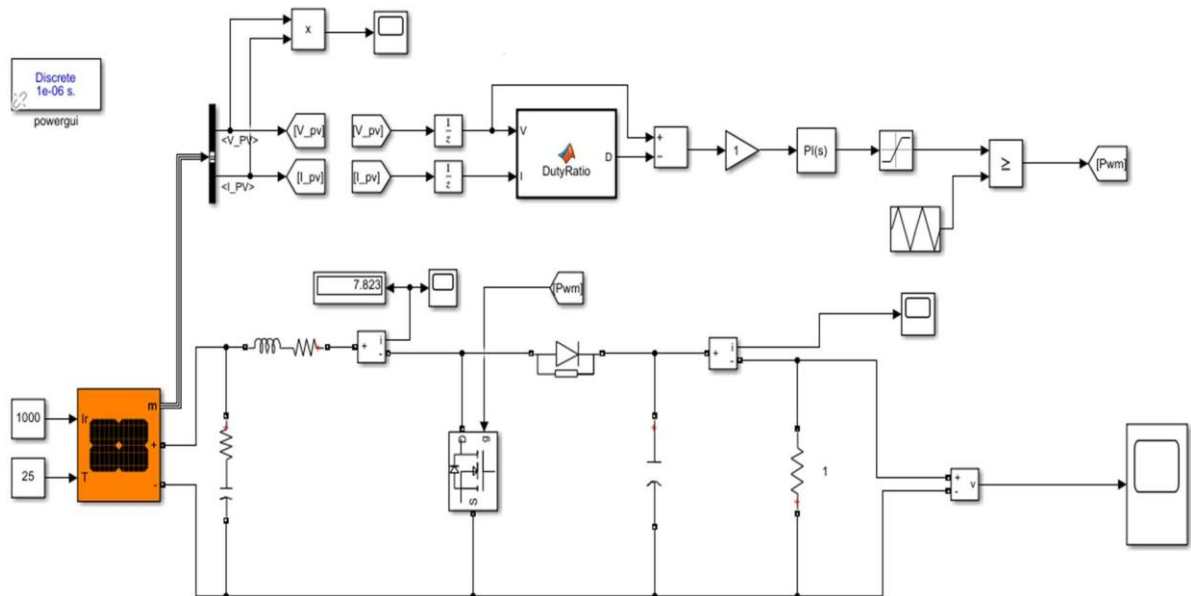 x
Discrete
1e-06 s.
powergui
<V_PV>
<I_PV>
[V_pv]
[I_pv]
[V_pv]
[I_pv]
1
z
1
z
V
I
D
DutyRatio
+
−
1
PI(s)
≥
[Pwm]
7.823
[Pwm]
+
i
-
+
i
-
1000
25
Ir
T
m
+
-
g
S
1
+
-
v